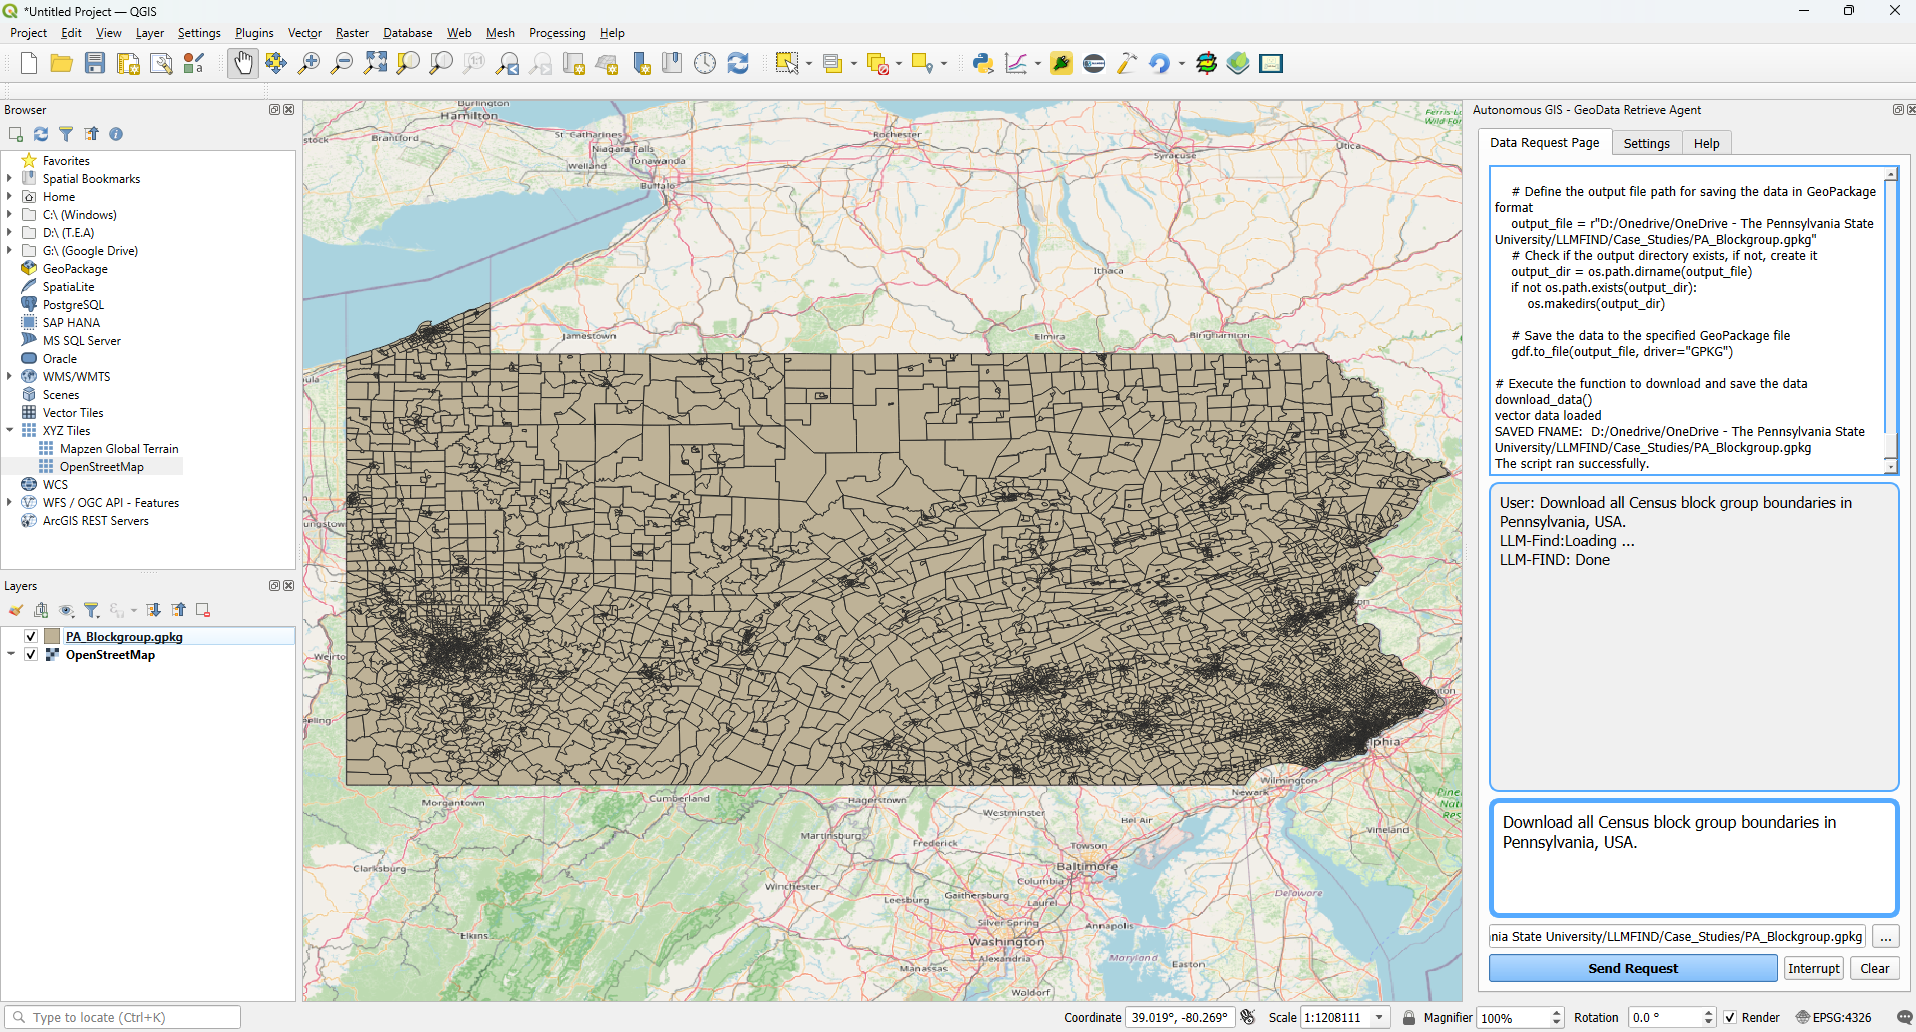 *Untitled Project — QGIS
Project Edit View Layer Settings Plugins Vector Raster Database Web Mesh Processing Help
Browser
Favorites
Spatial Bookmarks
Home
C:\ (Windows)
D:\ (T.E.A)
G:\ (Google Drive)
GeoPackage
SpatiaLite
PostgreSQL
SAP HANA
MS SQL Server
Oracle
WMS/WMTS
Scenes
Vector Tiles
XYZ Tiles
Mapzen Global Terrain
OpenStreetMap
WCS
WFS / OGC API - Features
ArcGIS REST Servers
Layers
PA_Blockgroup.gpkg
OpenStreetMap
Type to locate (Ctrl+K)
Burlington
Hamilton
Brantford
St. Catharines
Niagara Falls
Welland
Tonawanda
Buffalo
Rochester
Syracuse
Utica
Ithaca
Jamestown
Elmira
Binghamton
Morgantown
Cumberland
Hagerstown
Martinsburg
Westminster
Bel Air
Wilmington
Newark
Vineland
Clarksburg
Winchester
Frederick
Towson
Baltimore
Columbia
Leesburg
Gaithersburg
Laurel
Silver Spring
Annapolis
Washington
Alexandria
Manassas
Waldorf
Elkins
Delaware
Maryland
Easton
Autonomous GIS - GeoData Retrieve Agent
Data Request Page Settings Help
# Define the output file path for saving the data in GeoPackage
format
output_file = r"D:/Onedrive/OneDrive - The Pennsylvania State
University/LLMFIND/Case_Studies/PA_Blockgroup.gpkg"
# Check if the output directory exists, if not, create it
output_dir = os.path.dirname(output_file)
if not os.path.exists(output_dir):
os.makedirs(output_dir)
# Save the data to the specified GeoPackage file
gdf.to_file(output_file, driver="GPKG")
# Execute the function to download and save the data
download_data()
vector data loaded
SAVED FNAME: D:/Onedrive/OneDrive - The Pennsylvania State
University/LLMFIND/Case_Studies/PA_Blockgroup.gpkg
The script ran successfully.
User: Download all Census block group boundaries in
Pennsylvania, USA.
LLM-Find:Loading ...
LLM-FIND: Done
Download all Census block group boundaries in
Pennsylvania, USA.
nia State University/LLMFIND/Case_Studies/PA_Blockgroup.gpkg ...
Send Request Interrupt Clear
Coordinate 39.019°, -80.269° Scale 1:1208111 Magnifier 100% Rotation 0.0 ° Render EPSG:4326